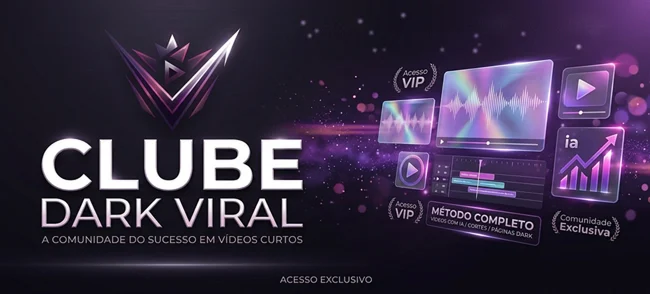 CLUBE
DARK VIRAL
A COMUNIDADE DO SUCESSO EM VÍDEOS CURTOS
Acesso
VIP
ia
Acesso
VIP
MÉTODO COMPLETO
VÍDEOS COM IA / CORTES / PÁGINAS DARK
Comunidade
Exclusiva
ACESSO EXCLUSIVO